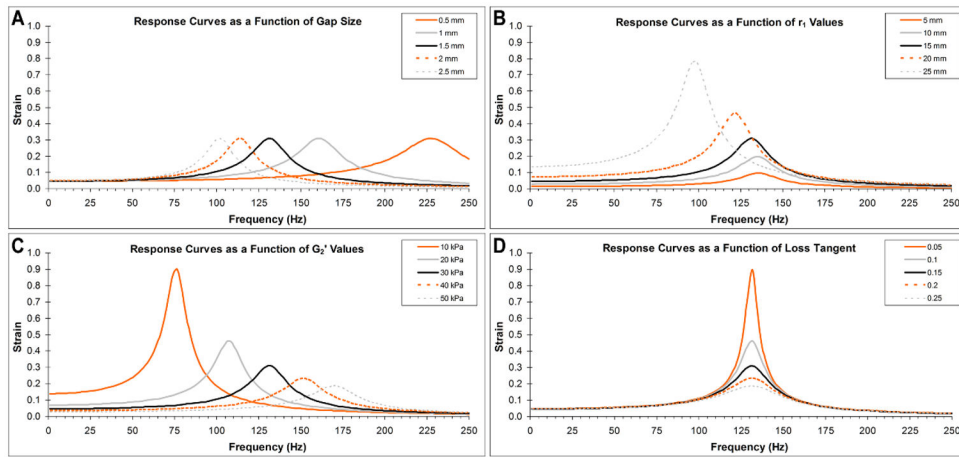 A
Response Curves as a Function of Gap Size
0.5 mm
1 mm
1.5 mm
2 mm
2.5 mm
1.0
0.9
0.8
0.7
0.6
0.5
0.4
0.3
0.2
0.1
0.0
Strain
0 25 50 75 100 125 150 175 200 225 250
Frequency (Hz)
B
Response Curves as a Function of r₁ Values
5 mm
10 mm
15 mm
20 mm
25 mm
1.0
0.9
0.8
0.7
0.6
0.5
0.4
0.3
0.2
0.1
0.0
Strain
0 25 50 75 100 125 150 175 200 225 250
Frequency (Hz)
C
Response Curves as a Function of G₂' Values
10 kPa
20 kPa
30 kPa
40 kPa
50 kPa
1.0
0.9
0.8
0.7
0.6
0.5
0.4
0.3
0.2
0.1
0.0
Strain
0 25 50 75 100 125 150 175 200 225 250
Frequency (Hz)
D
Response Curves as a Function of Loss Tangent
0.05
0.1
0.15
0.2
0.25
1.0
0.9
0.8
0.7
0.6
0.5
0.4
0.3
0.2
0.1
0.0
Strain
0 25 50 75 100 125 150 175 200 225 250
Frequency (Hz)